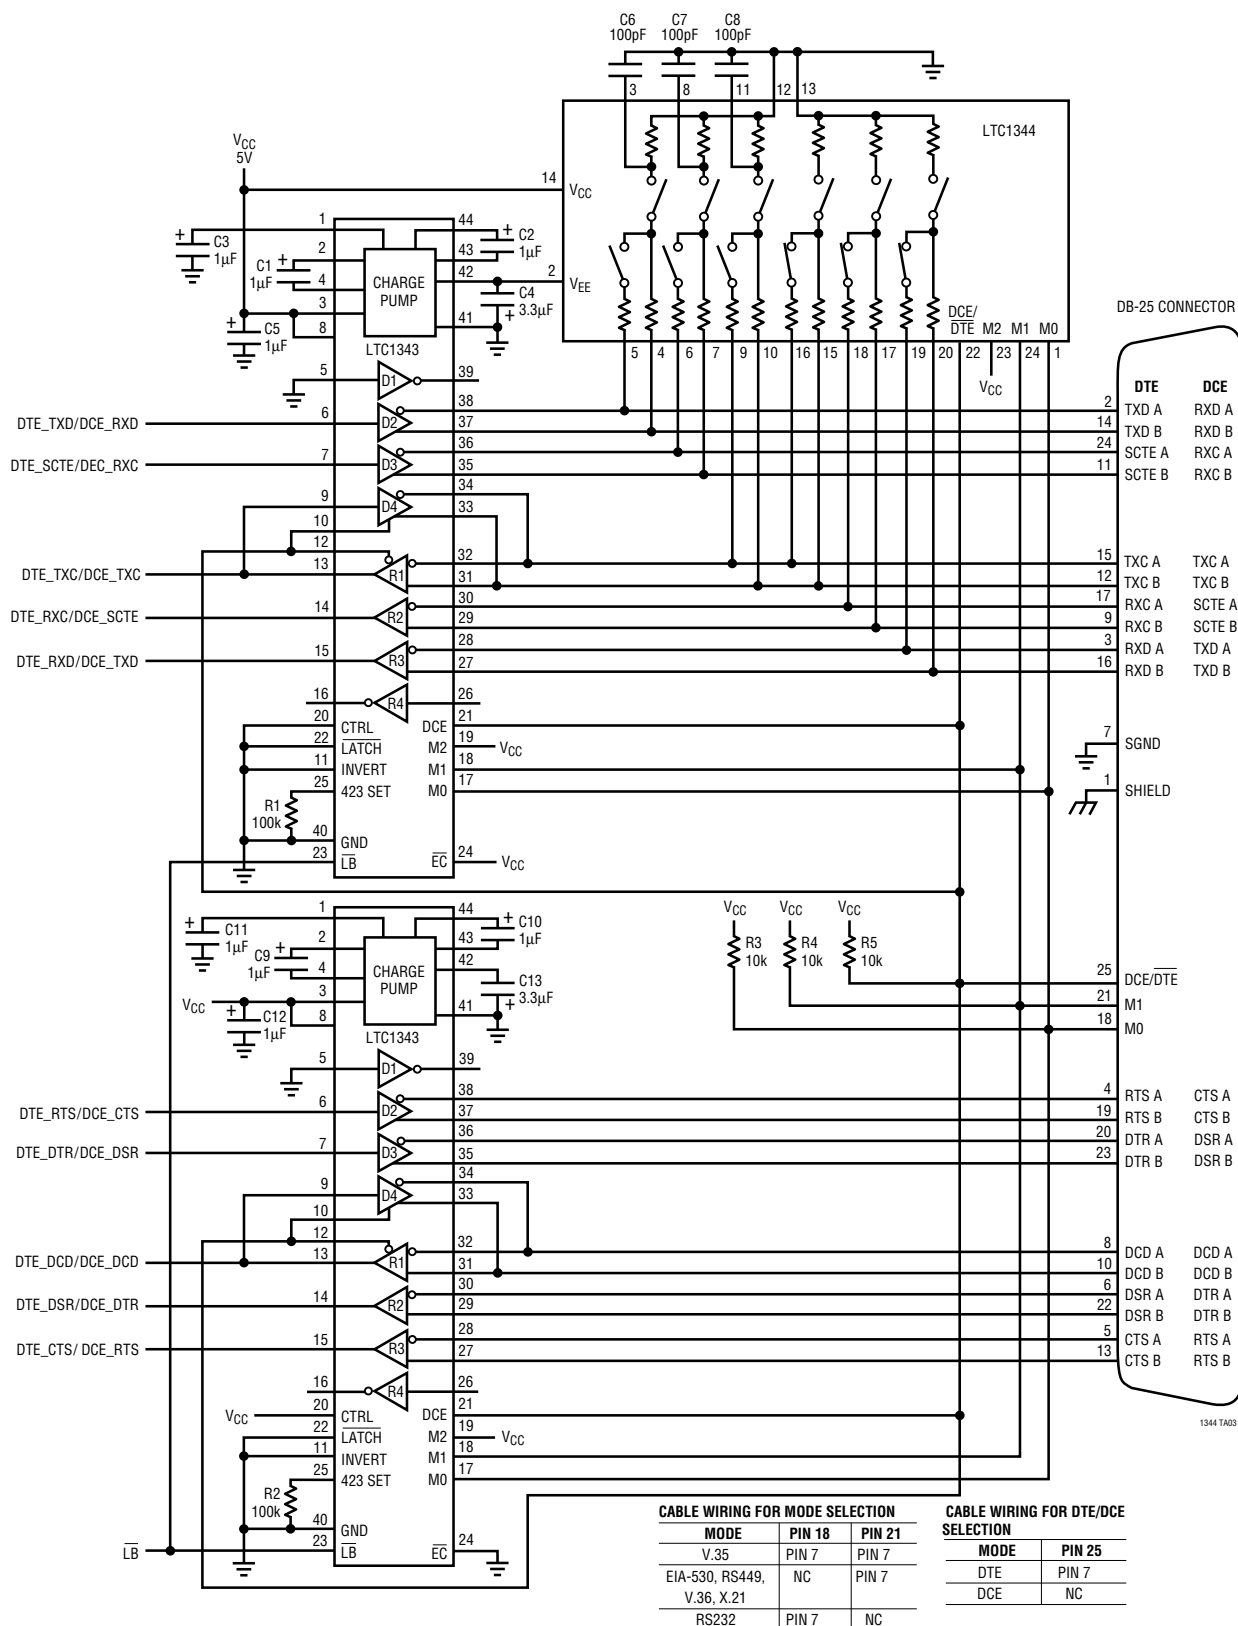 C6
100pF
C7
100pF
C8
100pF
3
8
11
12
13
LTC1344
VCC
5V
14
VCC
2
VEE
DCE/
DTE
M2
M1
M0
5
4
6
7
9
10
16
15
18
17
19
20
22
23
24
1
VCC
1
44
C3
1µF
2
C1
1µF
4
CHARGE
PUMP
C2
1µF
43
42
C4
3.3µF
3
8
41
C5
1µF
LTC1343
5
D1
39
DB-25 CONNECTOR
DTE
DCE
DTE_TXD/DCE_RXD
6
D2
38
37
2
TXD A
RXD A
14
TXD B
RXD B
DTE_SCTE/DEC_RXC
7
D3
36
35
24
SCTE A
RXC A
11
SCTE B
RXC B
9
D4
34
33
10
12
DTE_TXC/DCE_TXC
13
R1
32
31
15
TXC A
TXC A
12
TXC B
TXC B
DTE_RXC/DCE_SCTE
14
R2
30
29
17
RXC A
SCTE A
9
RXC B
SCTE B
DTE_RXD/DCE_TXD
15
R3
28
27
3
RXD A
TXD A
16
RXD B
TXD B
16
R4
26
20
CTRL
DCE
21
22
LATCH
M2
19
VCC
11
INVERT
M1
18
25
423 SET
M0
17
R1
100k
40
GND
23
LB
EC
24
VCC
7
SGND
1
SHIELD
1
44
C11
1µF
2
C9
1µF
4
CHARGE
PUMP
C10
1µF
43
42
C13
3.3µF
VCC
3
8
41
C12
1µF
LTC1343
VCC
R3
10k
VCC
R4
10k
VCC
R5
10k
25
DCE/DTE
21
M1
18
M0
5
D1
39
DTE_RTS/DCE_CTS
6
D2
38
37
4
RTS A
CTS A
19
RTS B
CTS B
DTE_DTR/DCE_DSR
7
D3
36
35
20
DTR A
DSR A
23
DTR B
DSR B
9
D4
34
33
10
12
DTE_DCD/DCE_DCD
13
R1
32
31
8
DCD A
DCD A
10
DCD B
DCD B
DTE_DSR/DCE_DTR
14
R2
30
29
6
DSR A
DTR A
22
DSR B
DTR B
DTE_CTS/ DCE_RTS
15
R3
28
27
5
CTS A
RTS A
13
CTS B
RTS B
16
R4
26
VCC
20
CTRL
DCE
21
22
LATCH
M2
19
VCC
11
INVERT
M1
18
25
423 SET
M0
17
R2
100k
40
GND
LB
23
LB
EC
24
1344 TA03
CABLE WIRING FOR MODE SELECTION
MODE PIN 18 PIN 21
V.35 PIN 7 PIN 7
EIA-530, RS449, NC PIN 7
V.36, X.21
RS232 PIN 7 NC
CABLE WIRING FOR DTE/DCE
SELECTION
MODE PIN 25
DTE PIN 7
DCE NC